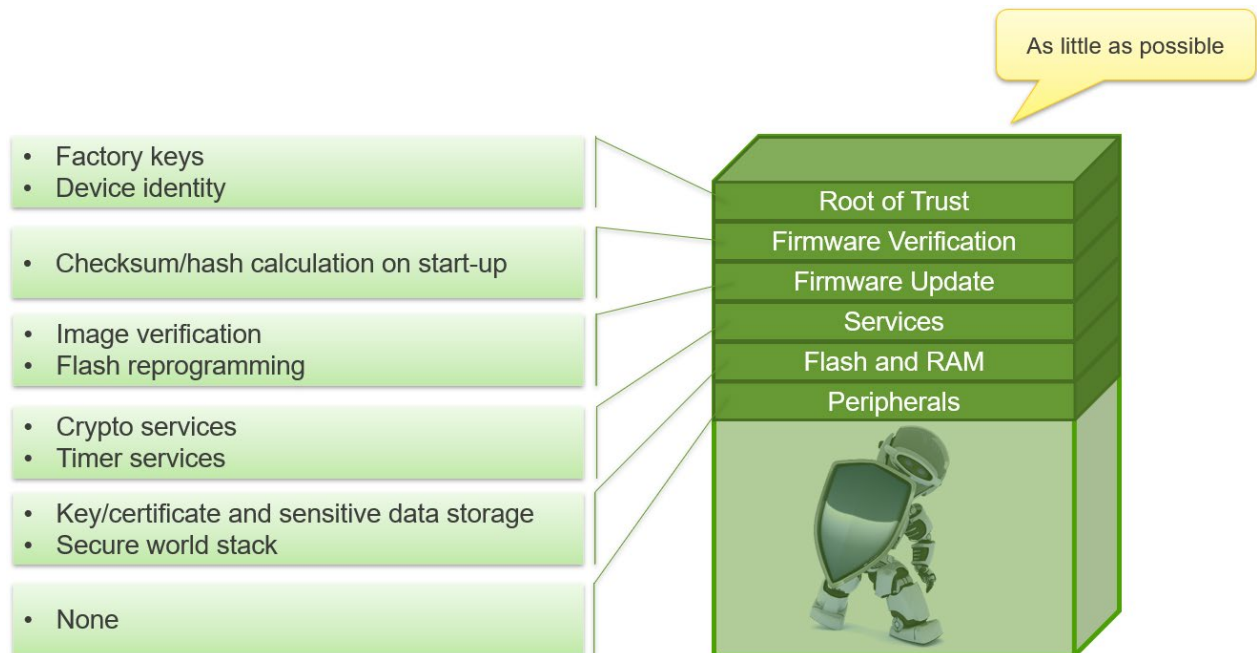 As little as possible
• Factory keys
• Device identity
• Checksum/hash calculation on start-up
• Image verification
• Flash reprogramming
• Crypto services
• Timer services
• Key/certificate and sensitive data storage
• Secure world stack
• None
Root of Trust
Firmware Verification
Firmware Update
Services
Flash and RAM
Peripherals